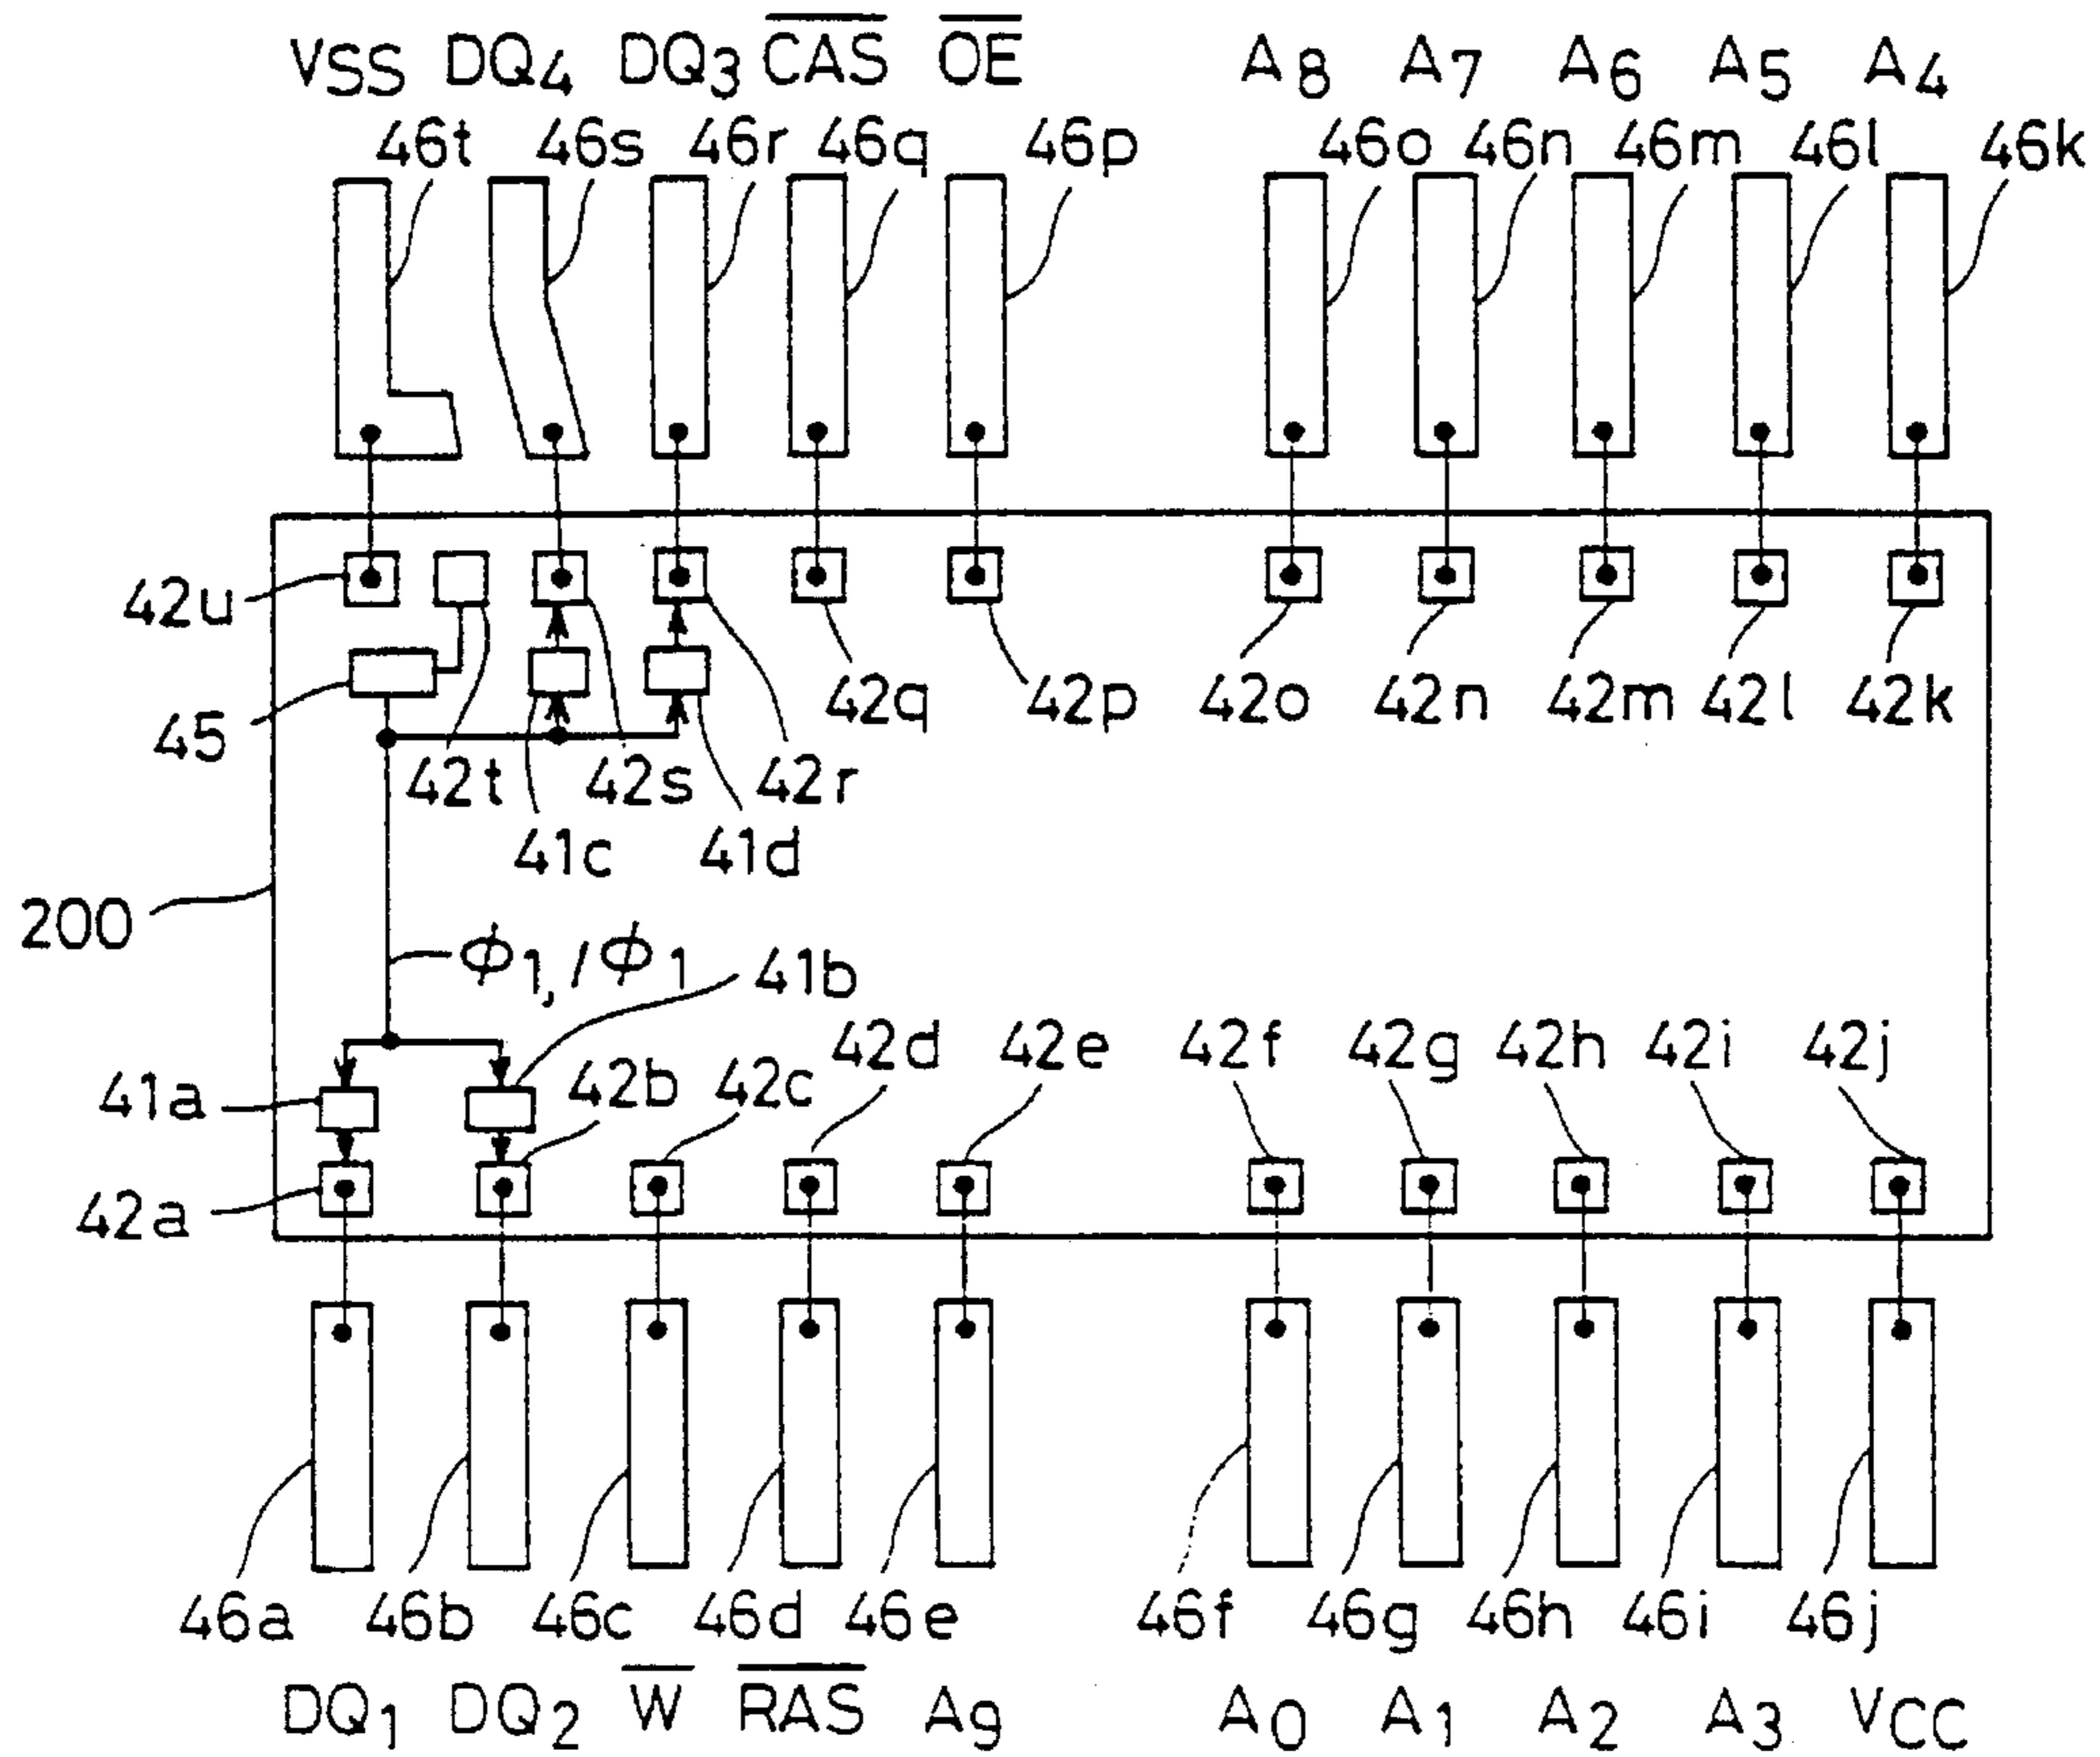 VSS DQ4 DQ3 C̅A̅S̅ O̅E̅ A8 A7 A6 A5 A4
46t 46s 46r 46q 46p 46o 46n 46m 46l 46k
42u
45
42q 42p 42o 42n 42m 42l 42k
42t 42s 42r
41c 41d
200
ϕ1, /ϕ1 41b
42d 42e 42f 42g 42h 42i 42j
41a 42b 42c
42a
46a 46b 46c 46d 46e 46f 46g 46h 46i 46j
DQ1 DQ2 W̅ R̅A̅S̅ A9 A0 A1 A2 A3 VCC